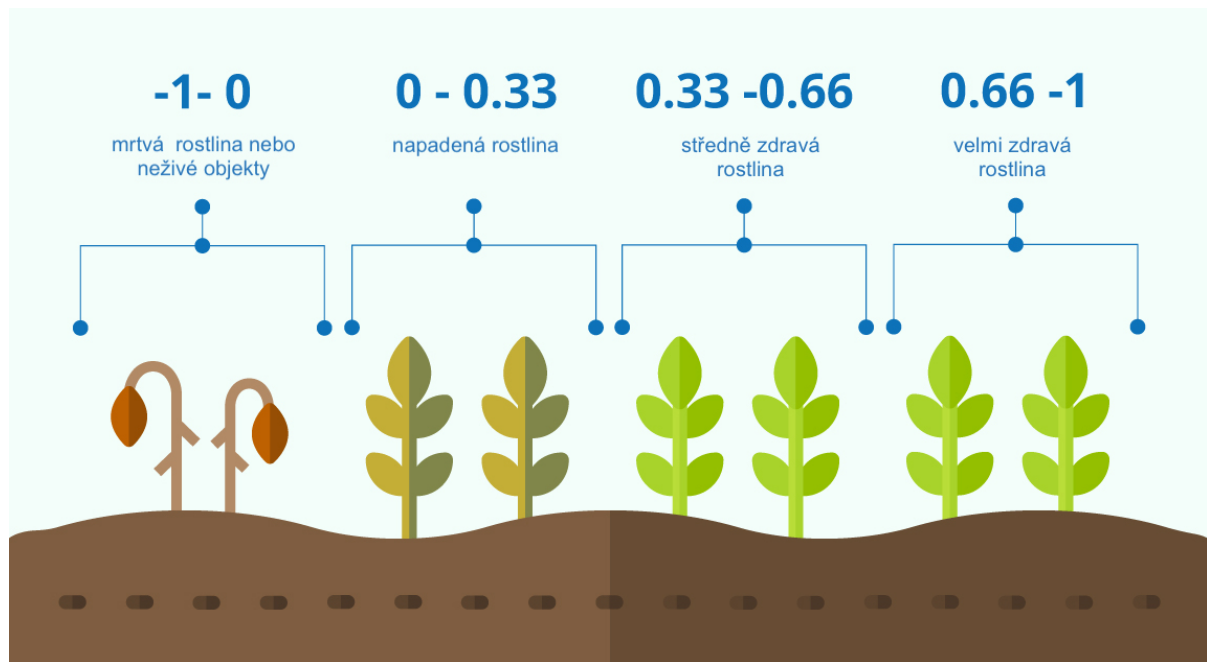 -1- 0
mrtvá rostlina nebo
neživé objekty
0 - 0.33
napadená rostlina
0.33 -0.66
středně zdravá
rostlina
0.66 -1
velmi zdravá
rostlina